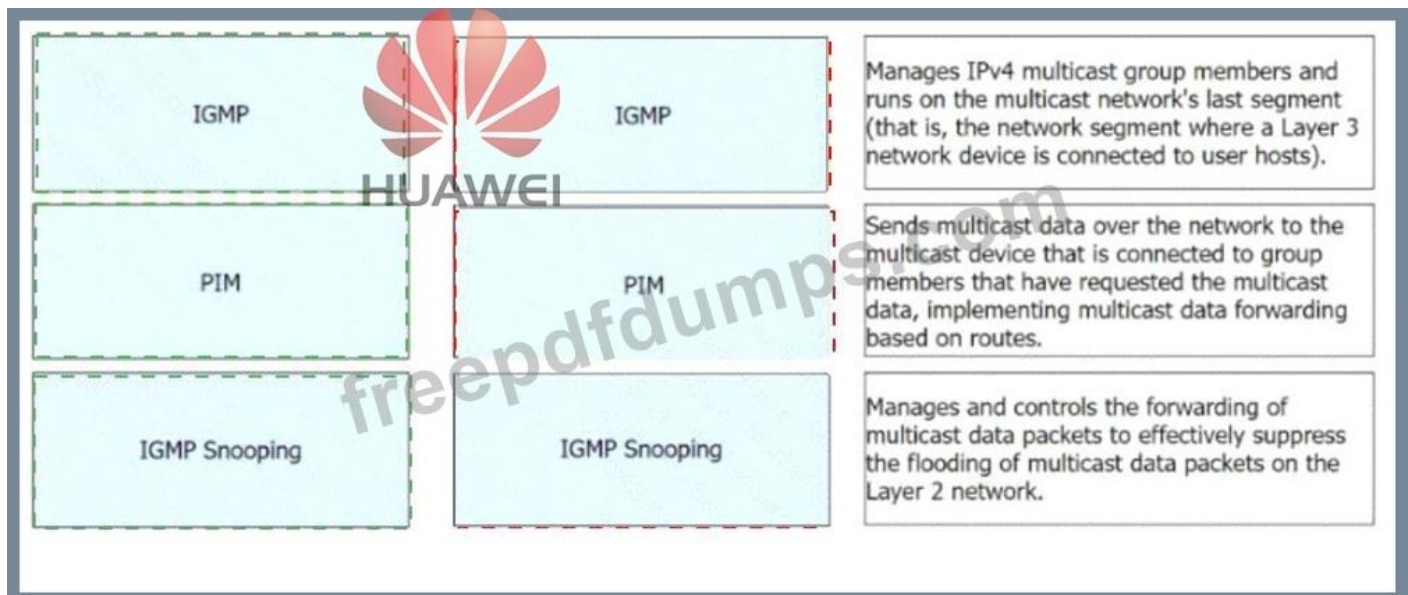 IGMP
IGMP
Manages IPv4 multicast group members and
runs on the multicast network's last segment
(that is, the network segment where a Layer 3
network device is connected to user hosts).
HUAWEI
PIM
PIM
Sends multicast data over the network to the
multicast device that is connected to group
members that have requested the multicast
data, implementing multicast data forwarding
based on routes.
freepdfdumps.com
IGMP Snooping
IGMP Snooping
Manages and controls the forwarding of
multicast data packets to effectively suppress
the flooding of multicast data packets on the
Layer 2 network.